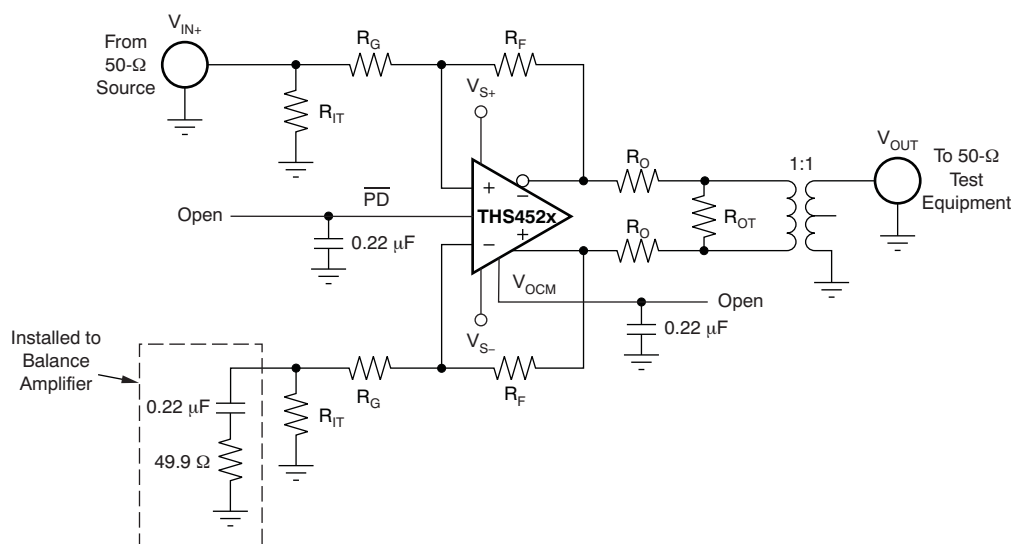 V_IN+
From
50-Ω
Source
R_G
R_F
R_IT
V_S+
1:1
V_OUT
To 50-Ω
Test
Equipment
R_O
R_OT
R_O
+
−
THS452x
−
+
Open
PD
0.22 μF
V_OCM
Open
0.22 μF
V_S−
Installed to
Balance
Amplifier
0.22 μF
49.9 Ω
R_IT
R_G
R_F